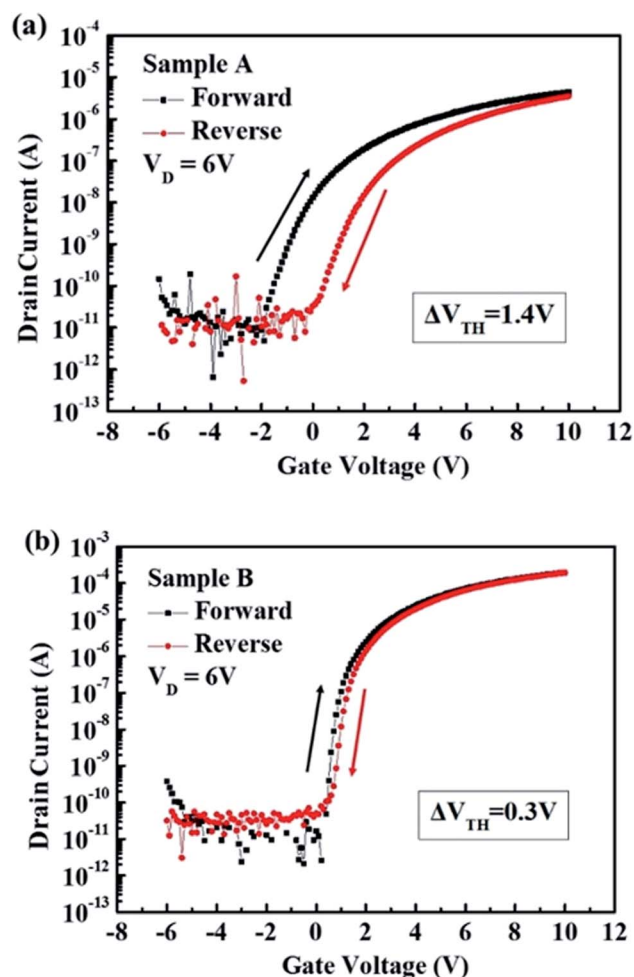 (a)
10^-4
10^-5
10^-6
10^-7
10^-8
10^-9
10^-10
10^-11
10^-12
10^-13
Drain Current (A)
Sample A
Forward
Reverse
V_D = 6V
ΔV_TH=1.4V
-8 -6 -4 -2 0 2 4 6 8 10 12
Gate Voltage (V)
(b)
10^-3
10^-4
10^-5
10^-6
10^-7
10^-8
10^-9
10^-10
10^-11
10^-12
10^-13
Drain Current (A)
Sample B
Forward
Reverse
V_D = 6V
ΔV_TH=0.3V
-8 -6 -4 -2 0 2 4 6 8 10 12
Gate Voltage (V)